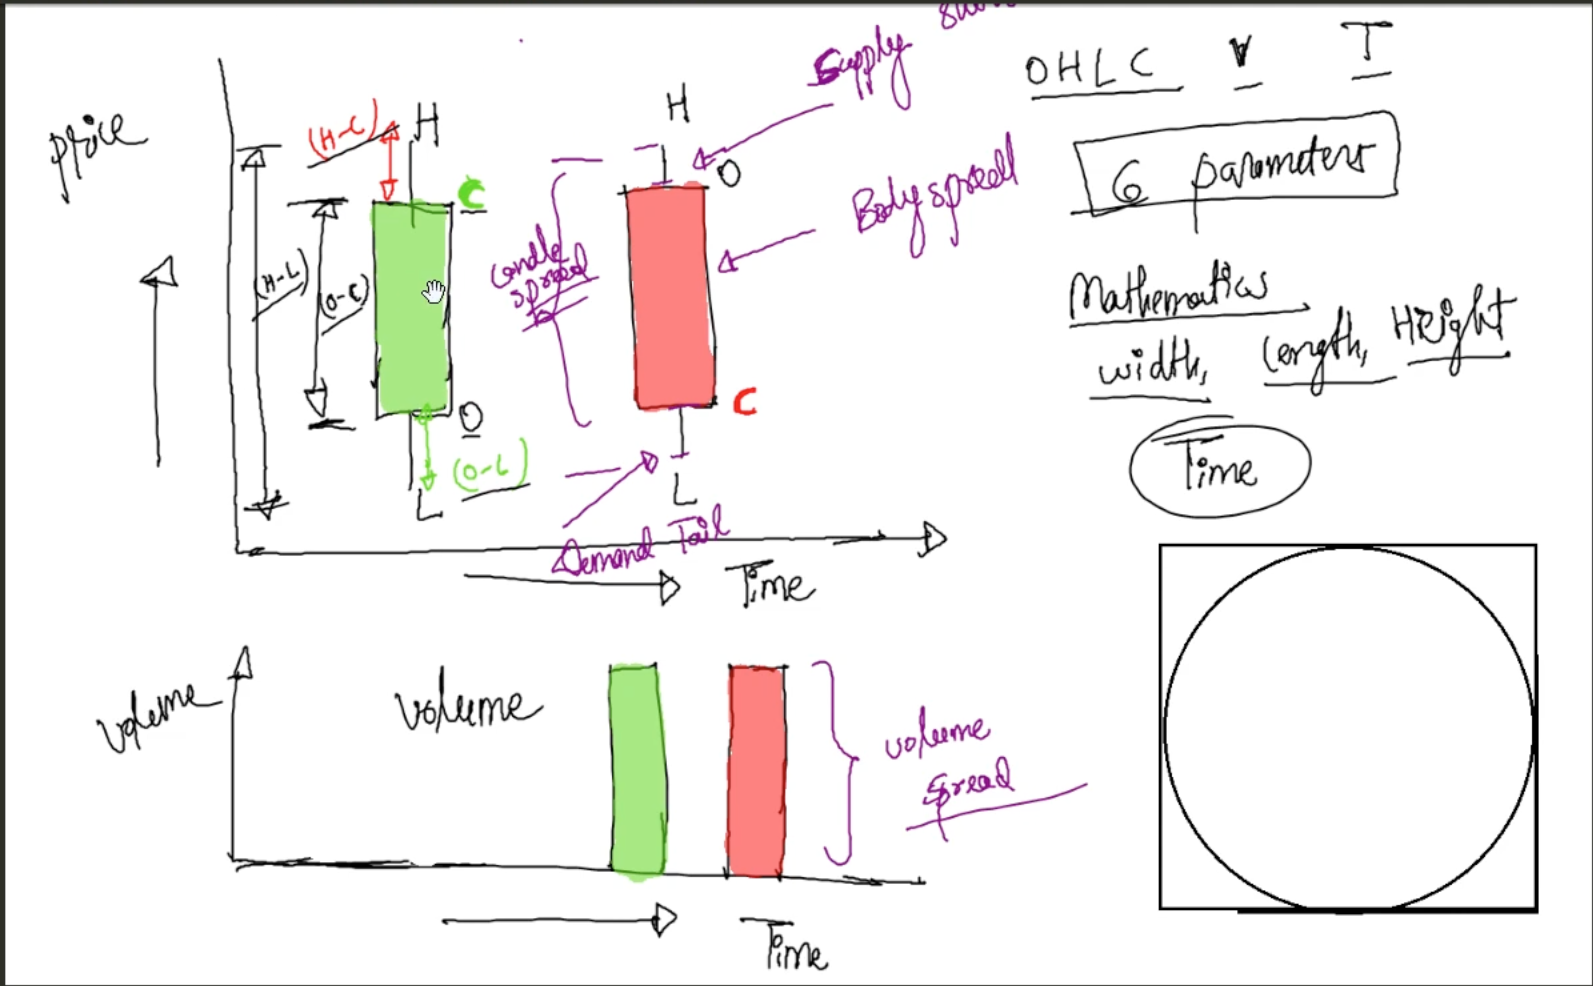 Supply
OHLC V T
price
(H-C)
H
H
6 parameters
C
O
Body spread
(H-L)
(O-C)
Candle
spread
Mathematics
width, Length, Height
C
O
(O-L)
L
L
Time
Demand Tail
Time
volume
volume
volume
spread
Time